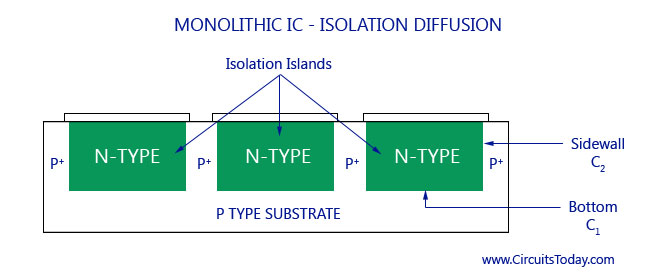 MONOLITHIC IC - ISOLATION DIFFUSION
Isolation Islands
P+ N-TYPE P+ N-TYPE P+ N-TYPE P+
Sidewall
C2
P TYPE SUBSTRATE
Bottom
C1
www.CircuitsToday.com